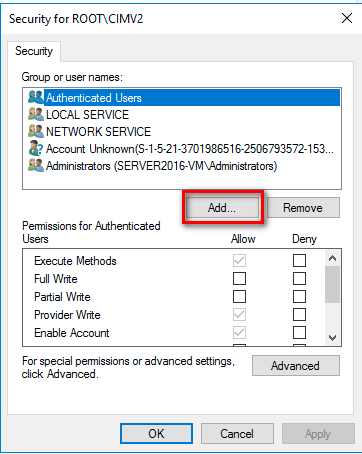 Security for ROOT\CIMV2
Security
Group or user names:
Authenticated Users
LOCAL SERVICE
NETWORK SERVICE
Account Unknown(S-1-5-21-3701986516-2506793572-153...
Administrators (SERVER2016-VM\Administrators)
Add...
Remove
Permissions for Authenticated
Users
Allow
Deny
Execute Methods
Full Write
Partial Write
Provider Write
Enable Account
For special permissions or advanced settings,
click Advanced.
Advanced
OK
Cancel
Apply